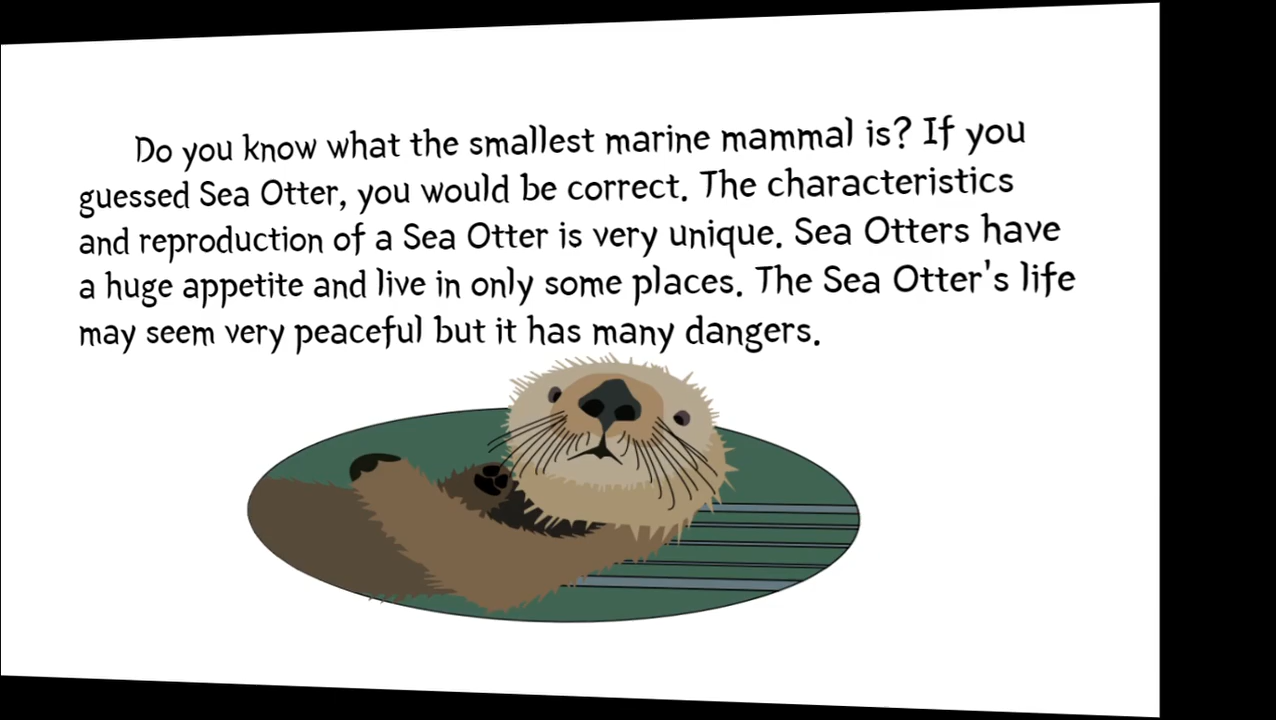 Do you know what the smallest marine mammal is? If you
guessed Sea Otter, you would be correct. The characteristics
and reproduction of a Sea Otter is very unique. Sea Otters have
a huge appetite and live in only some places. The Sea Otter's life
may seem very peaceful but it has many dangers.